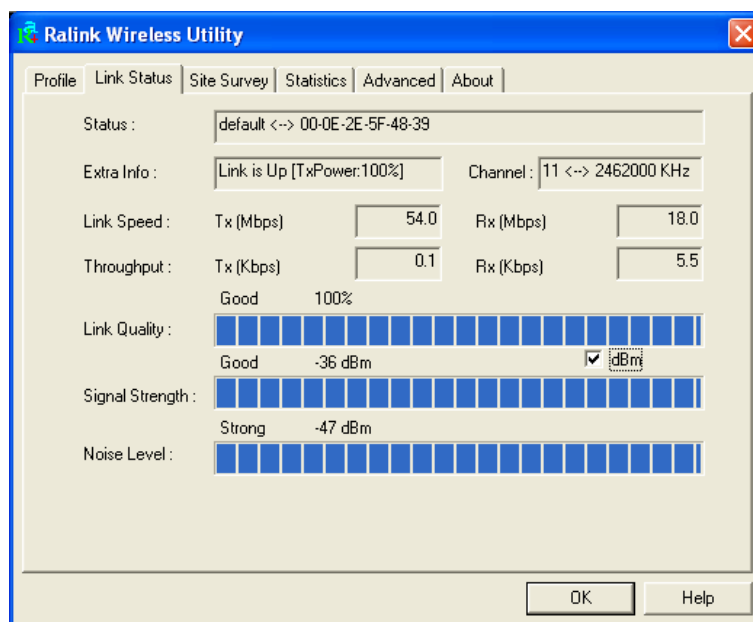 Ralink Wireless Utility
Profile Link Status Site Survey Statistics Advanced About
Status : default <--> 00-0E-2E-5F-48-39
Extra Info : Link is Up [TxPower:100%] Channel : 11 <--> 2462000 KHz
Link Speed : Tx (Mbps) 54.0 Rx (Mbps) 18.0
Throughput : Tx (Kbps) 0.1 Rx (Kbps) 5.5
Good 100%
Link Quality :
Good -36 dBm dBm
Signal Strength :
Strong -47 dBm
Noise Level :
OK Help